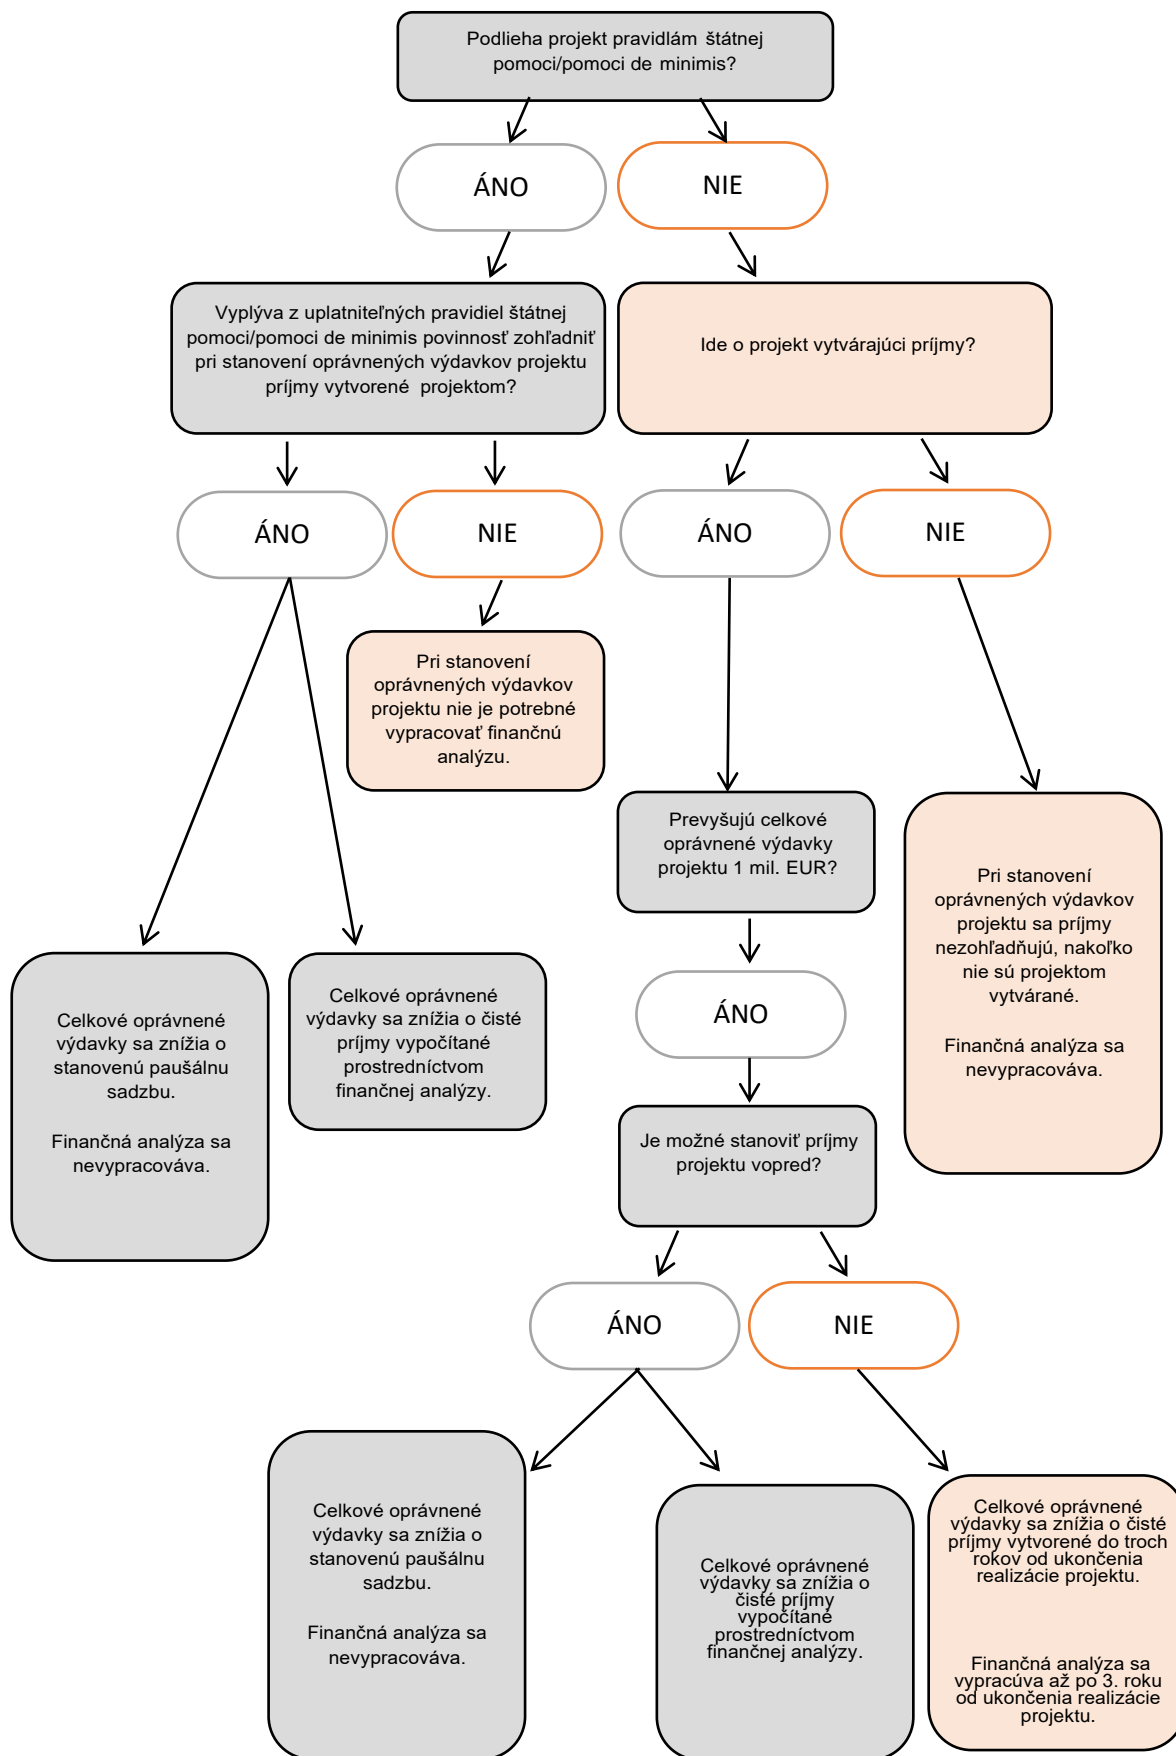 Podlieha projekt pravidlám štátnej
pomoci/pomoci de minimis?
ÁNO
NIE
Vyplýva z uplatniteľných pravidiel štátnej
pomoci/pomoci de minimis povinnosť zohľadniť
pri stanovení oprávnených výdavkov projektu
príjmy vytvorené projektom?
Ide o projekt vytvárajúci príjmy?
ÁNO
NIE
ÁNO
NIE
Pri stanovení
oprávnených výdavkov
projektu nie je potrebné
vypracovať finančnú
analýzu.
Prevyšujú celkové
oprávnené výdavky
projektu 1 mil. EUR?
Pri stanovení
oprávnených výdavkov
projektu sa príjmy
nezohľadňujú, nakoľko
nie sú projektom
vytvárané.
Finančná analýza sa
nevypracováva.
Celkové oprávnené
výdavky sa znížia o
stanovenú paušálnu
sadzbu.
Finančná analýza sa
nevypracováva.
Celkové oprávnené
výdavky sa znížia o čisté
príjmy vypočítané
prostredníctvom
finančnej analýzy.
ÁNO
Je možné stanoviť príjmy
projektu vopred?
ÁNO
NIE
Celkové oprávnené
výdavky sa znížia o
stanovenú paušálnu
sadzbu.
Finančná analýza sa
nevypracováva.
Celkové oprávnené
výdavky sa znížia o
čisté príjmy
vypočítané
prostredníctvom
finančnej analýzy.
Celkové oprávnené
výdavky sa znížia o čisté
príjmy vytvorené do troch
rokov od ukončenia
realizácie projektu.
Finančná analýza sa
vypracúva až po 3. roku
od ukončenia realizácie
projektu.